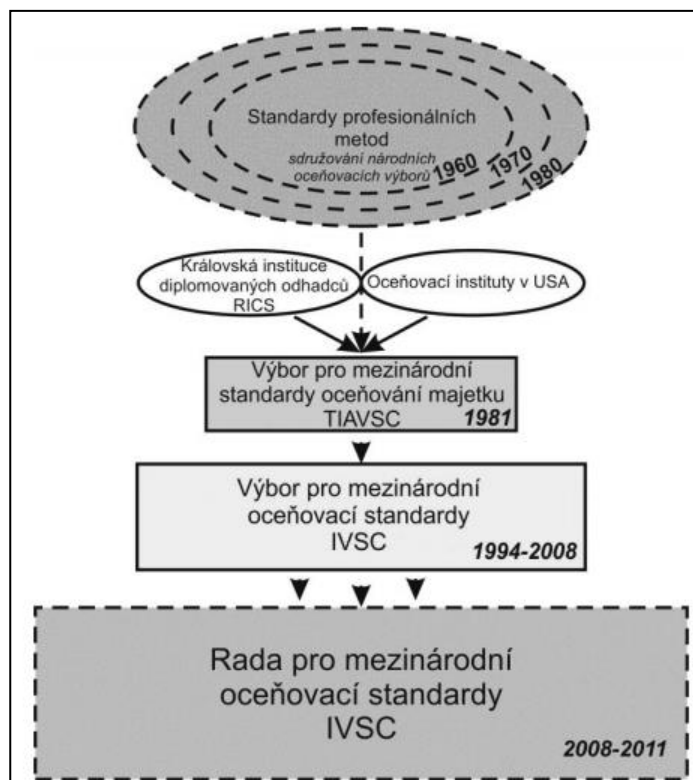 Standardy profesionálních
metod
sdružování národních
oceňovacích výborů
1960
1970
1980
Královská instituce
diplomovaných odhadců
RICS
Oceňovací instituty v USA
Výbor pro mezinárodní
standardy oceňování majetku
TIAVSC
1981
Výbor pro mezinárodní
oceňovací standardy
IVSC
1994-2008
Rada pro mezinárodní
oceňovací standardy
IVSC
2008-2011